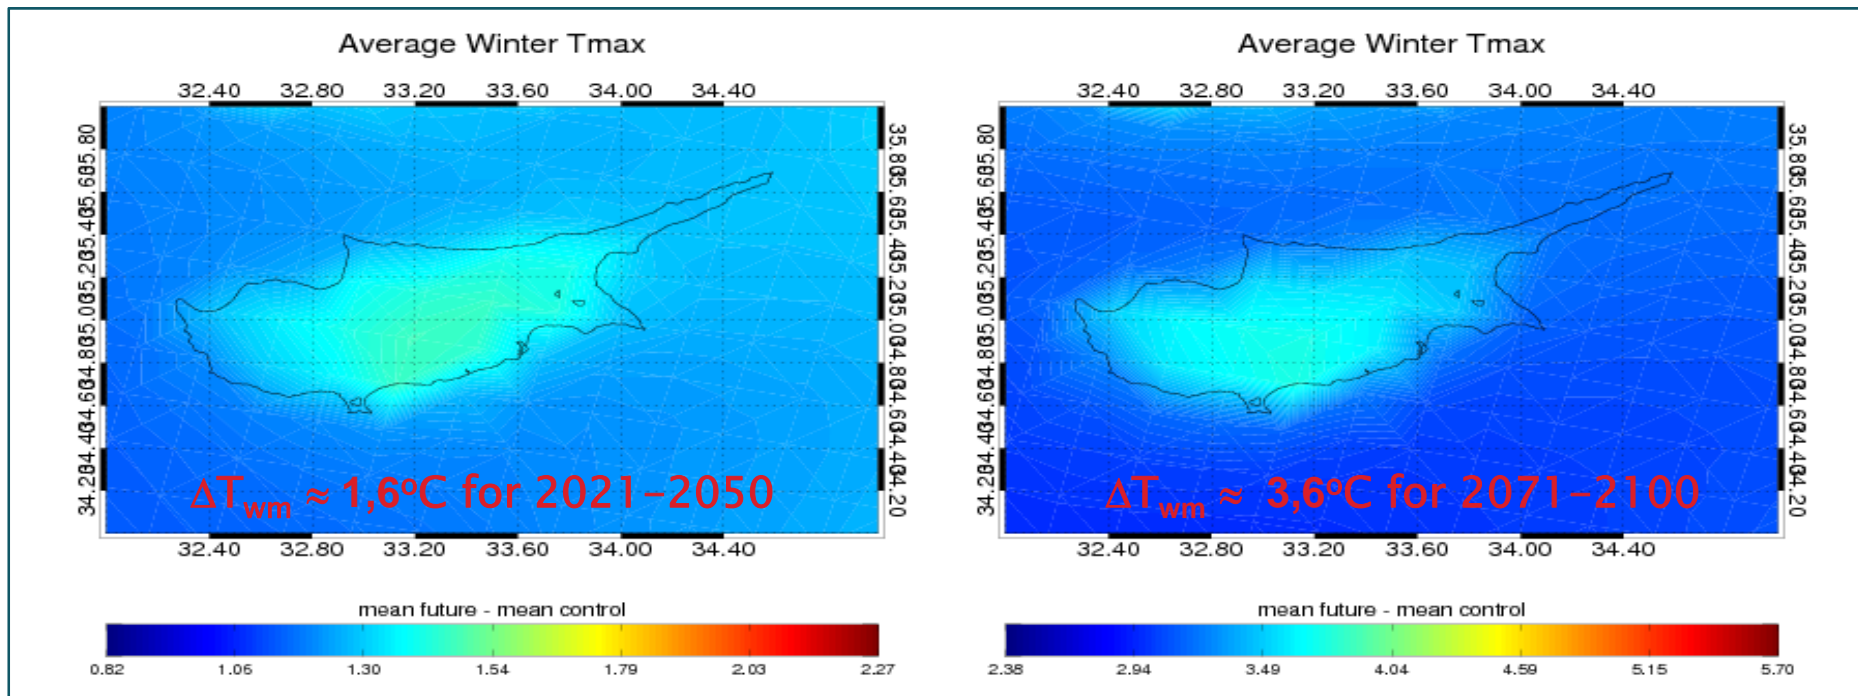 Average Winter Tmax
32.40 32.80 33.20 33.60 34.00 34.40
ΔTwm ≈ 1,6ºC for 2021–2050
32.40 32.80 33.20 33.60 34.00 34.40
mean future - mean control
0.82 1.06 1.30 1.54 1.79 2.03 2.27
Average Winter Tmax
32.40 32.80 33.20 33.60 34.00 34.40
ΔTwm ≈ 3,6ºC for 2071–2100
32.40 32.80 33.20 33.60 34.00 34.40
mean future - mean control
2.38 2.94 3.49 4.04 4.59 5.15 5.70